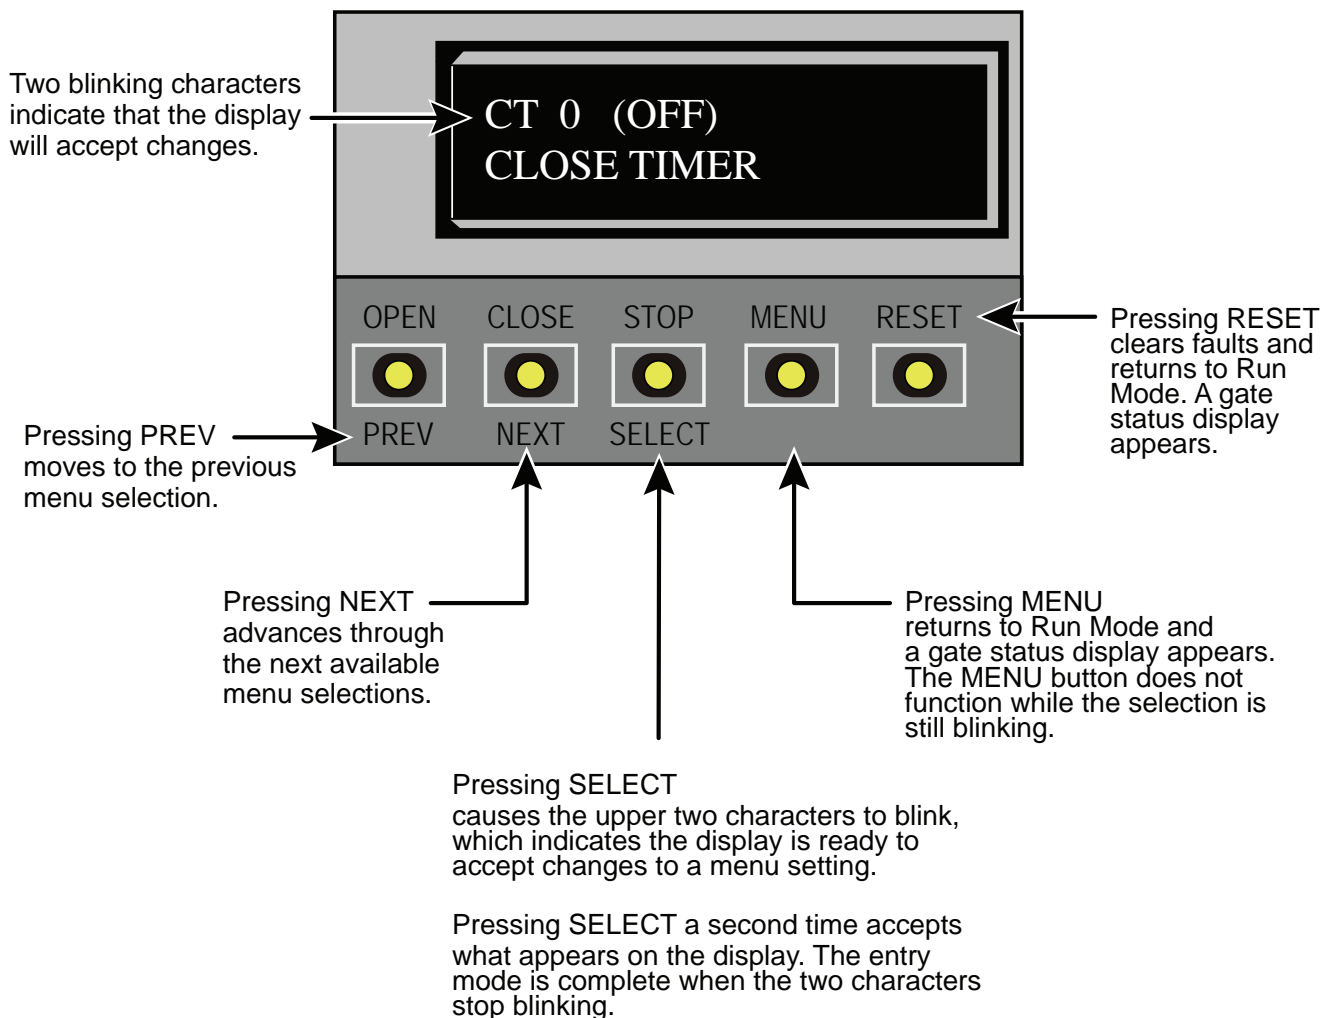 Two blinking characters
indicate that the display
will accept changes.
CT 0 (OFF)
CLOSE TIMER
OPEN CLOSE STOP MENU RESET
PREV NEXT SELECT
Pressing RESET
clears faults and
returns to Run
Mode. A gate
status display
appears.
Pressing PREV
moves to the previous
menu selection.
Pressing NEXT
advances through
the next available
menu selections.
Pressing MENU
returns to Run Mode and
a gate status display appears.
The MENU button does not
function while the selection is
still blinking.
Pressing SELECT
causes the upper two characters to blink,
which indicates the display is ready to
accept changes to a menu setting.
Pressing SELECT a second time accepts
what appears on the display. The entry
mode is complete when the two characters
stop blinking.